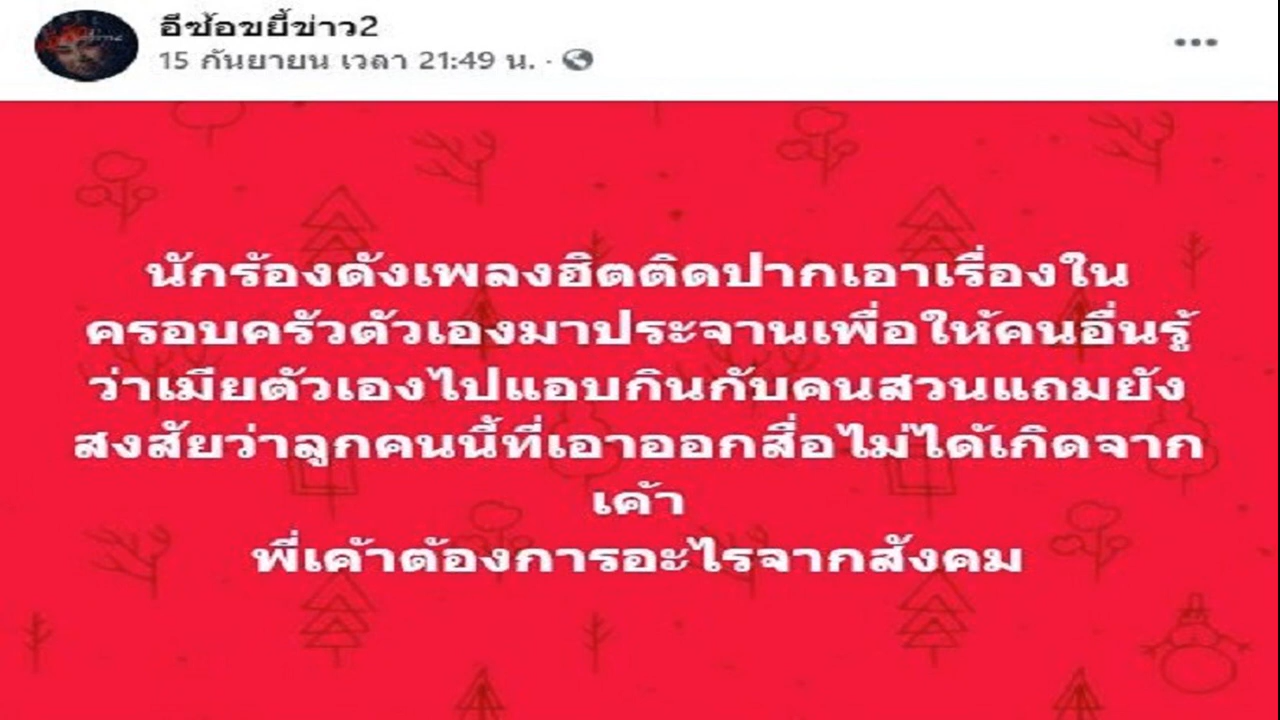 อีซ้อขยี้ข่าว2
15 กันยายน เวลา 21:49 น. ·
นักร้องดังเพลงฮิตติดปากเอาเรื่องใน
ครอบครัวตัวเองมาประจานเพื่อให้คนอื่นรู้
ว่าเมียตัวเองไปแอบกินกับคนสวนแถมยัง
สงสัยว่าลูกคนนี้ที่เอาออกสื่อไม่ได้เกิดจาก
เค้า
พี่เค้าต้องการอะไรจากสังคม